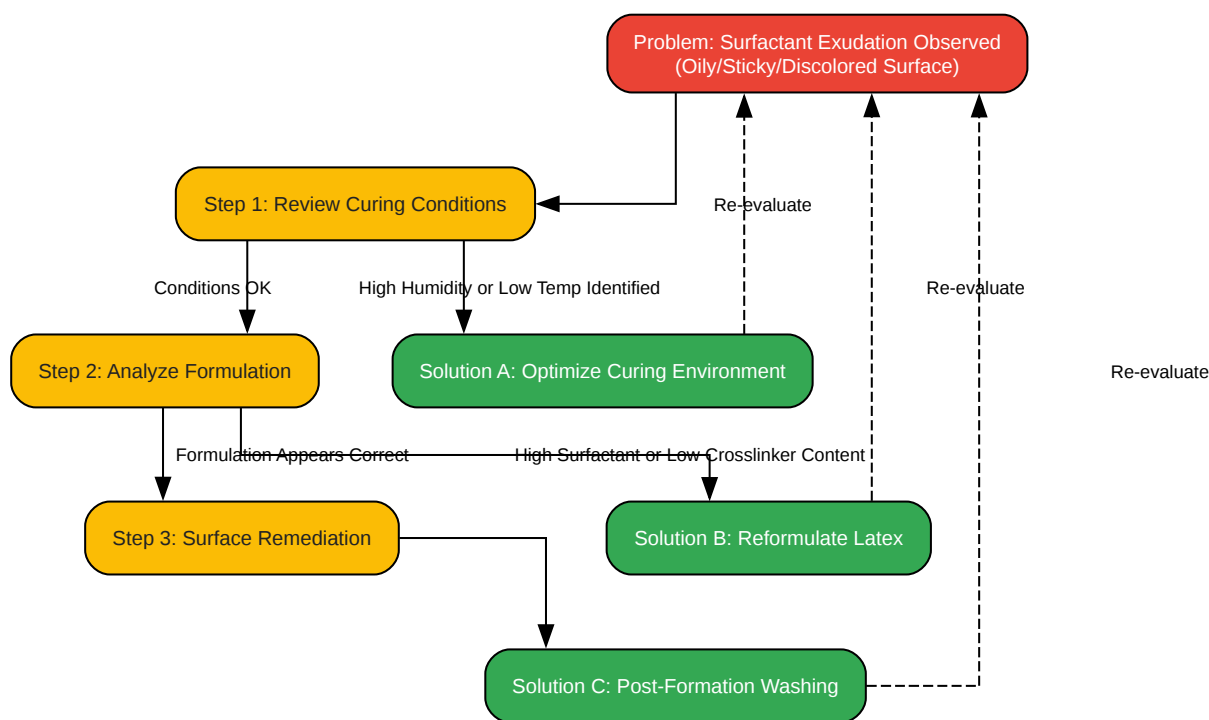 Problem: Surfactant Exudation Observed
(Oily/Sticky/Discolored Surface)
Step 1: Review Curing Conditions
Re-evaluate
Conditions OK
High Humidity or Low Temp Identified
Re-evaluate
Step 2: Analyze Formulation
Solution A: Optimize Curing Environment
Re-evaluate
Formulation Appears Correct
High Surfactant or Low Crosslinker Content
Step 3: Surface Remediation
Solution B: Reformulate Latex
Solution C: Post-Formation Washing